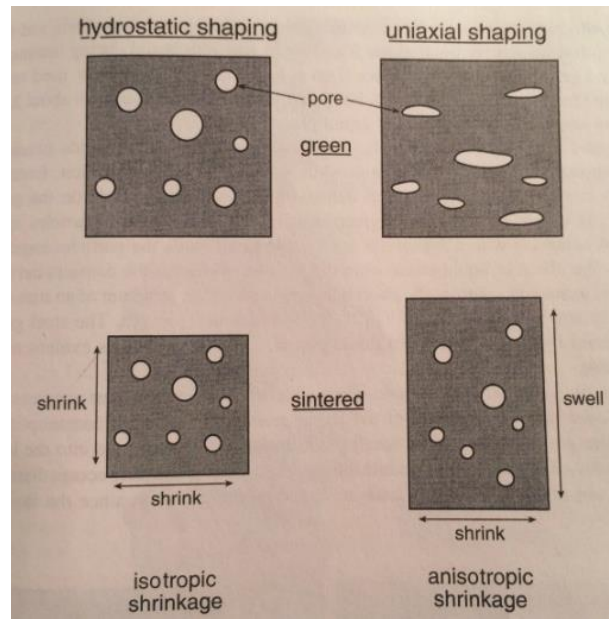 hydrostatic shaping
uniaxial shaping
pore
green
shrink
sintered
swell
shrink
shrink
isotropic
shrinkage
anisotropic
shrinkage